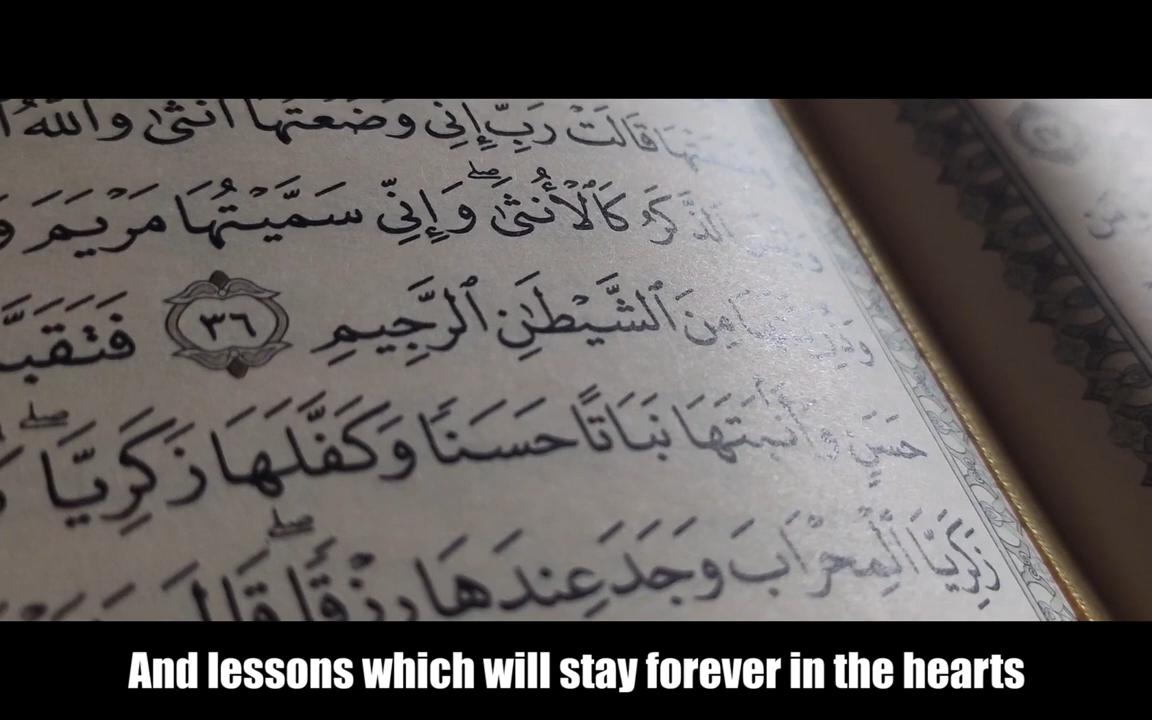 قَالَتْ رَبِّ إِنِّى وَضَعْتُهَآ أُنثَىٰ وَٱللَّهُ
ٱلذَّكَرُ كَٱلْأُنثَىٰ ۖ وَإِنِّى سَمَّيْتُهَا مَرْيَمَ
مِنَ ٱلشَّيْطَٰنِ ٱلرَّجِيمِ ٣٦
حَسَنٍ وَأَنۢبَتَهَا نَبَاتًا حَسَنًا وَكَفَّلَهَا زَكَرِيَّا ۖ
زَكَرِيَّا ٱلْمِحْرَابَ وَجَدَ عِندَهَا رِزْقًا ۖ قَالَ
And lessons which will stay forever in the hearts